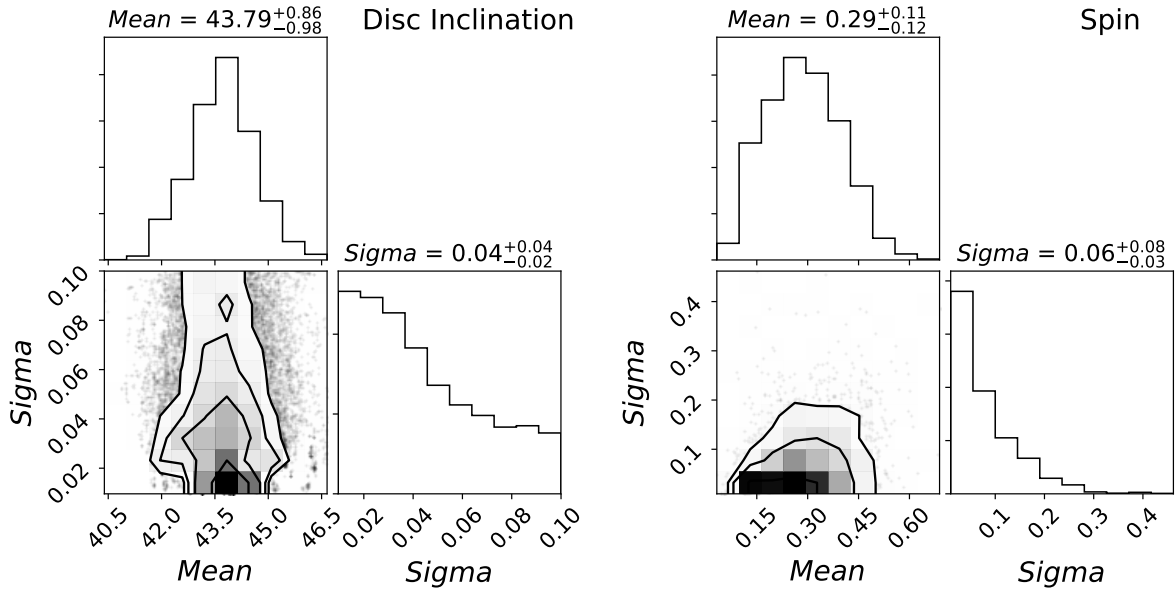 Mean = 43.79+0.86−0.98
Disc Inclination
Sigma = 0.04+0.04−0.02
Sigma
0.10
0.08
0.06
0.04
0.02
40.5 42.0 43.5 45.0 46.5
Mean
0.02 0.04 0.06 0.08 0.10
Sigma
Mean = 0.29+0.11−0.12
Spin
Sigma = 0.06+0.08−0.03
Sigma
0.4
0.3
0.2
0.1
0.15 0.30 0.45 0.60
Mean
0.1 0.2 0.3 0.4
Sigma